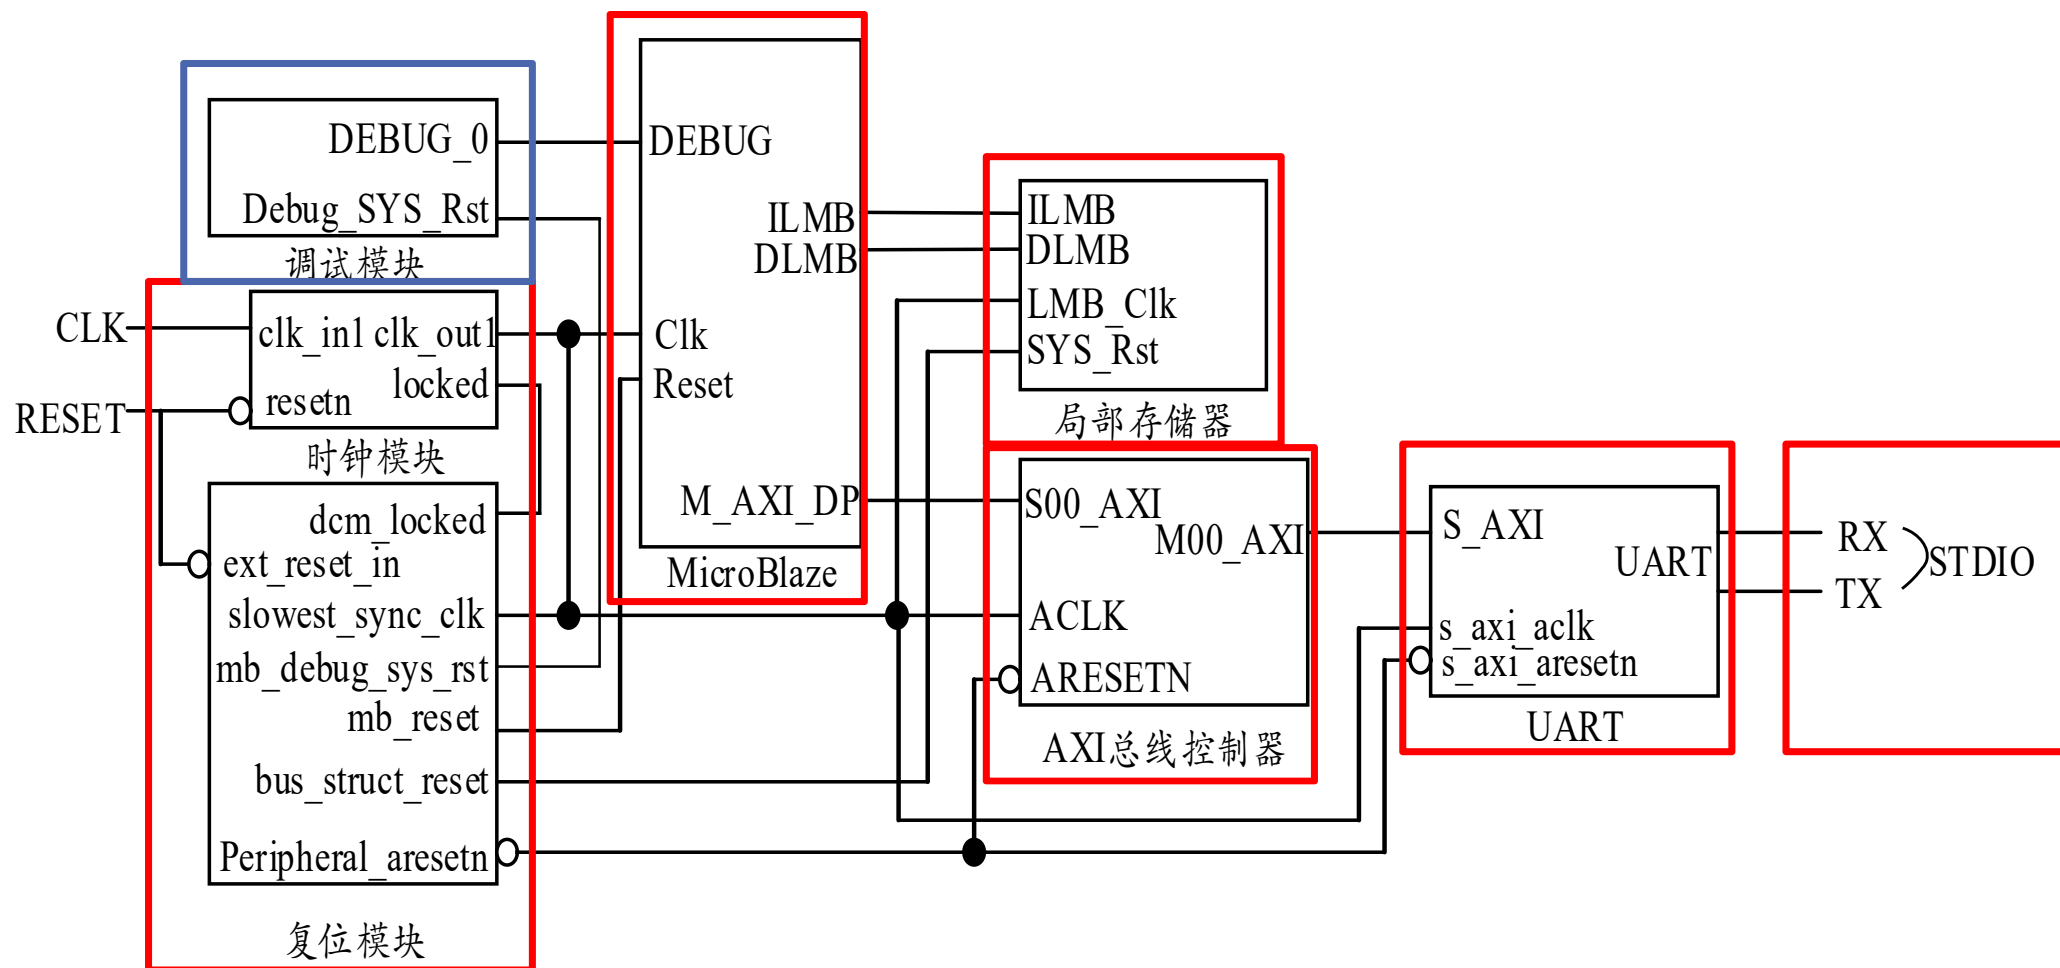 DEBUG_0
Debug_SYS_Rst
调试模块
CLK
clk_in1 clk_out1
locked
RESET
resetn
时钟模块
dcm_locked
ext_reset_in
slowest_sync_clk
mb_debug_sys_rst
mb_reset
bus_struct_reset
Peripheral_aresetn
复位模块
DEBUG
ILMB
DLMB
Clk
Reset
M_AXI_DP
MicroBlaze
ILMB
DLMB
LMB_Clk
SYS_Rst
局部存储器
S00_AXI
M00_AXI
ACLK
ARESETN
AXI总线控制器
S_AXI
UART
s_axi_aclk
s_axi_aresetn
UART
RX
STDIO
TX